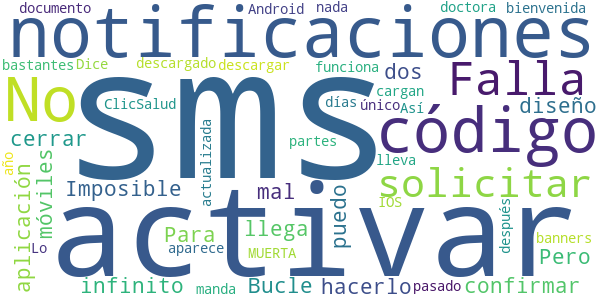 documento Android nada doctora bienvenida
notificaciones
bastantes Dice descargado descargar funciona cargan
No sms Falla
ClicSalud dos días único Así diseño
código
cerrar actualizada partes lleva
año móviles Imposible mal puedo solicitar
aplicación activar iOS después
Para llega banners
Lo aparece MUERTA Pero
infinito manda Bucle hacerlo pasado confirmar